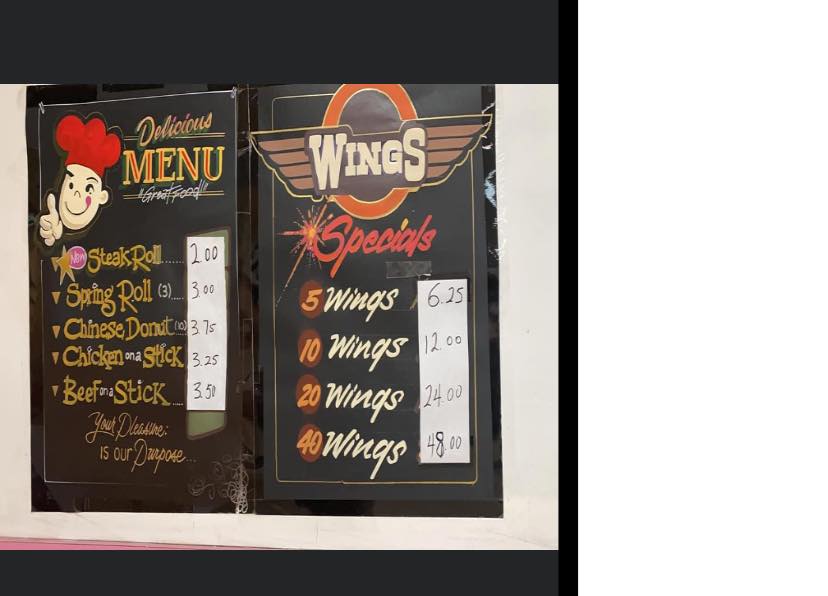 Delicious
MENU
"Great Food!"
New Steak Roll...... 2.00
Spring Roll (3)..... 3.00
Chinese Donut (10) 3.75
Chicken on a Stick 3.25
Beef on a Stick .... 3.50
Your Pleasure:
IS OUR Purpose...
WINGS
Specials
5 Wings 6.25
10 Wings 12.00
20 Wings 24.00
40 Wings 48.00